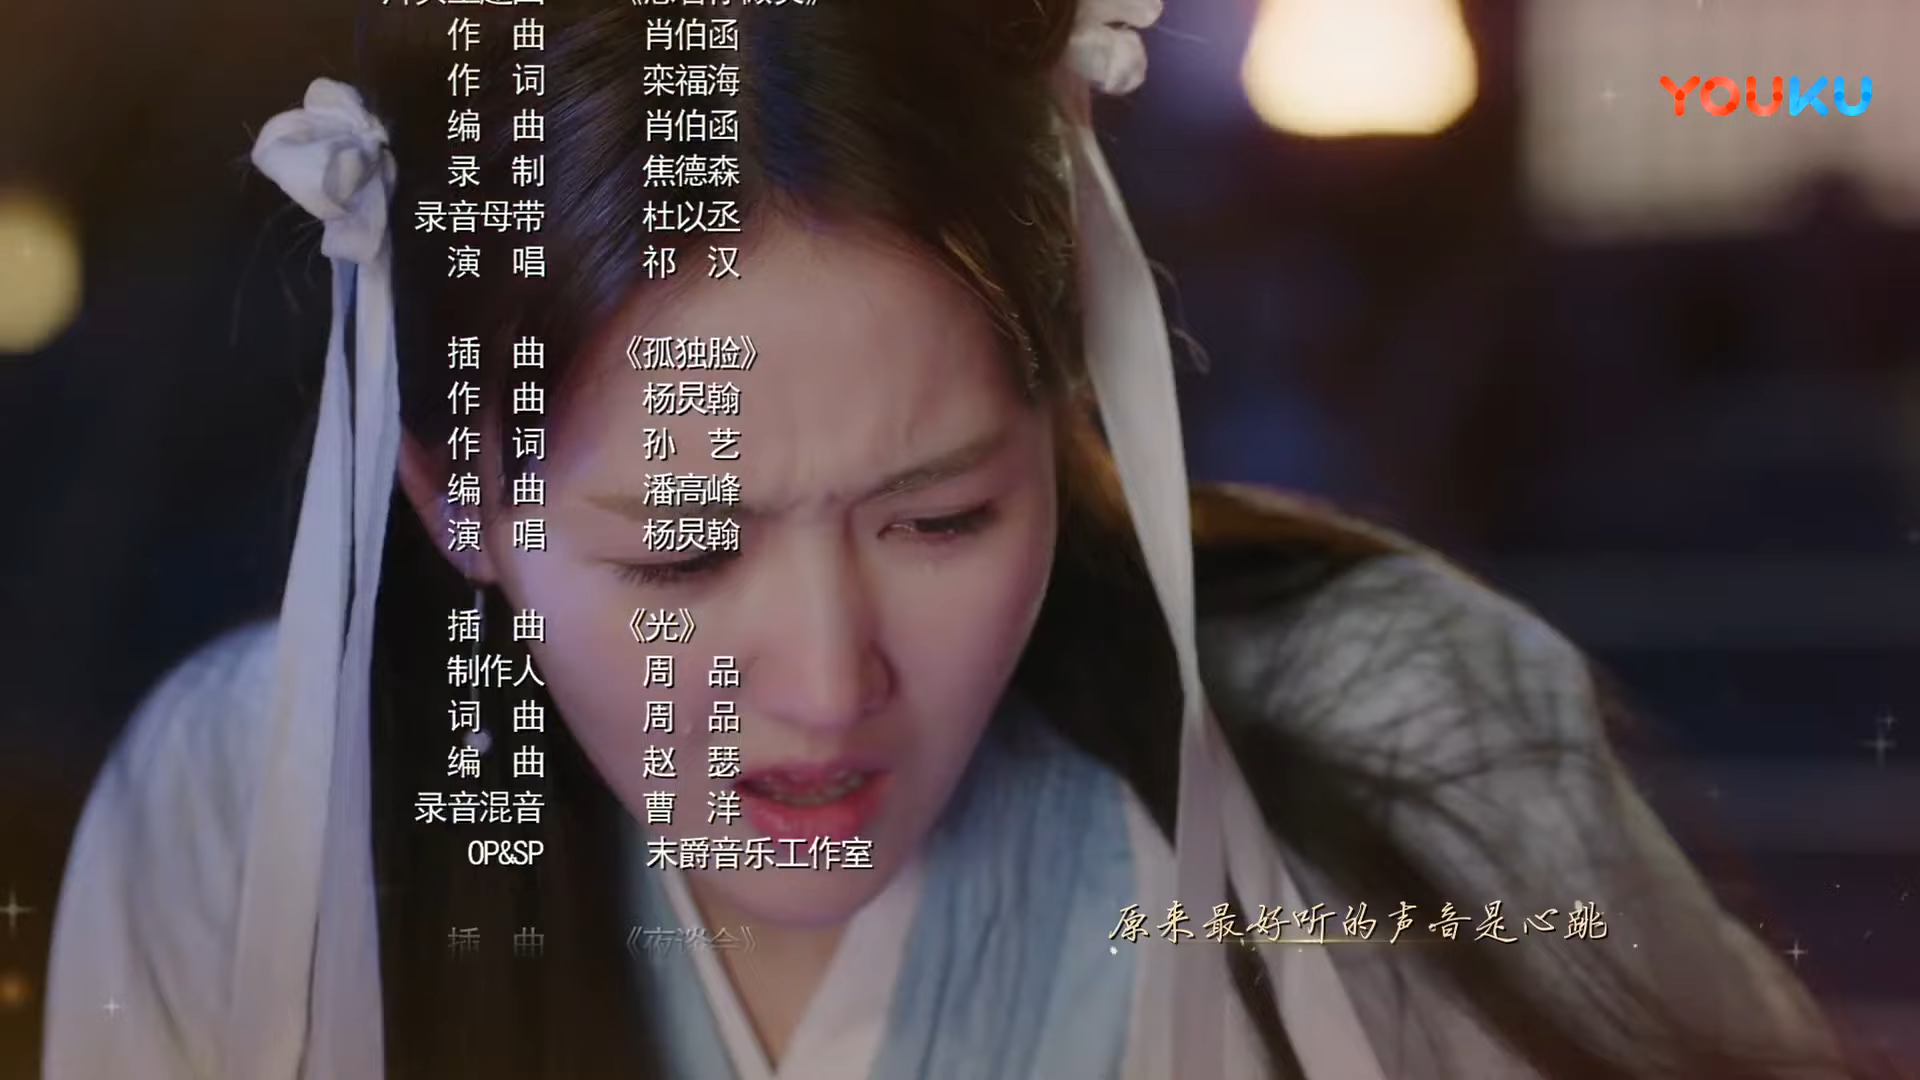 作 曲 肖伯函
YOUKU
作 词 栾福海
编 曲 肖伯函
录 制 焦德森
录音母带 杜以丞
演 唱 祁 汉
插 曲 《孤独脸》
作 曲 杨炅翰
作 词 孙 艺
编 曲 潘高峰
演 唱 杨炅翰
插 曲 《光》
制作人 周 品
词 曲 周 品
编 曲 赵 瑟
录音混音 曹 洋
OP&SP 末爵音乐工作室
原来最好听的声音是心跳
插 曲 《夜谈会》